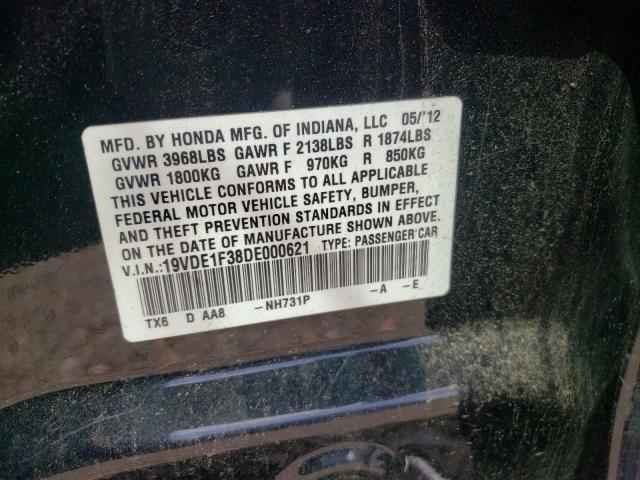 MFD. BY HONDA MFG. OF INDIANA, LLC 05/'12
GVWR 3968LBS GAWR F 2138LBS R 1874LBS
GVWR 1800KG GAWR F 970KG R 850KG
THIS VEHICLE CONFORMS TO ALL APPLICABLE
FEDERAL MOTOR VEHICLE SAFETY, BUMPER,
AND THEFT PREVENTION STANDARDS IN EFFECT
ON THE DATE OF MANUFACTURE SHOWN ABOVE.
V.I.N.:19VDE1F38DE000621 TYPE: PASSENGER CAR
TX6 D AA8 -NH731P -A -E